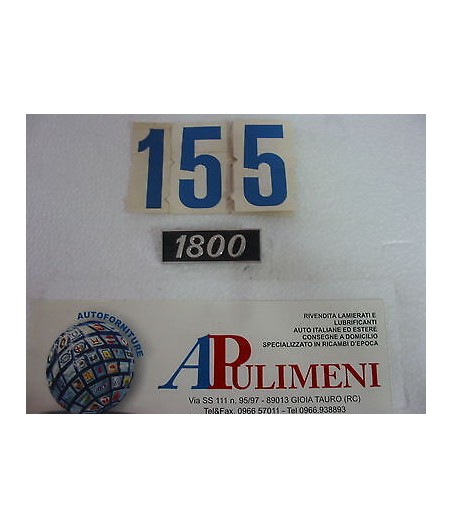 155
1800
AUTOFORNITURE
RIVENDITA LAMIERATI E
LUBRIFICANTI
AUTO ITALIANE ED ESTERE
CONSEGNE A DOMICILIO
SPECIALIZZATO IN RICAMBI D'EPOCA
APULIMENI
Via SS 111 n. 95/97 - 89013 GIOIA TAURO (RC)
Tel&Fax. 0966 57011 - Tel 0966.938893